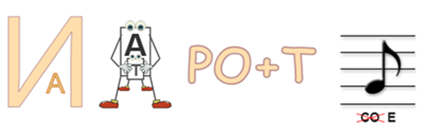 И А А Т РО+Т
СО Е